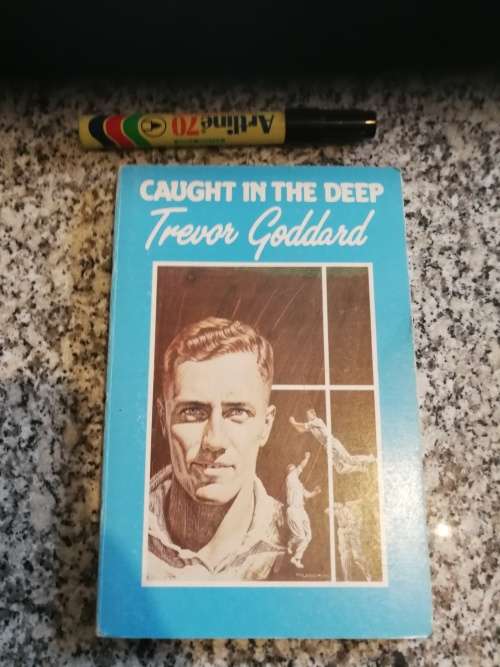 Artline 70
CAUGHT IN THE DEEP
Trevor Goddard